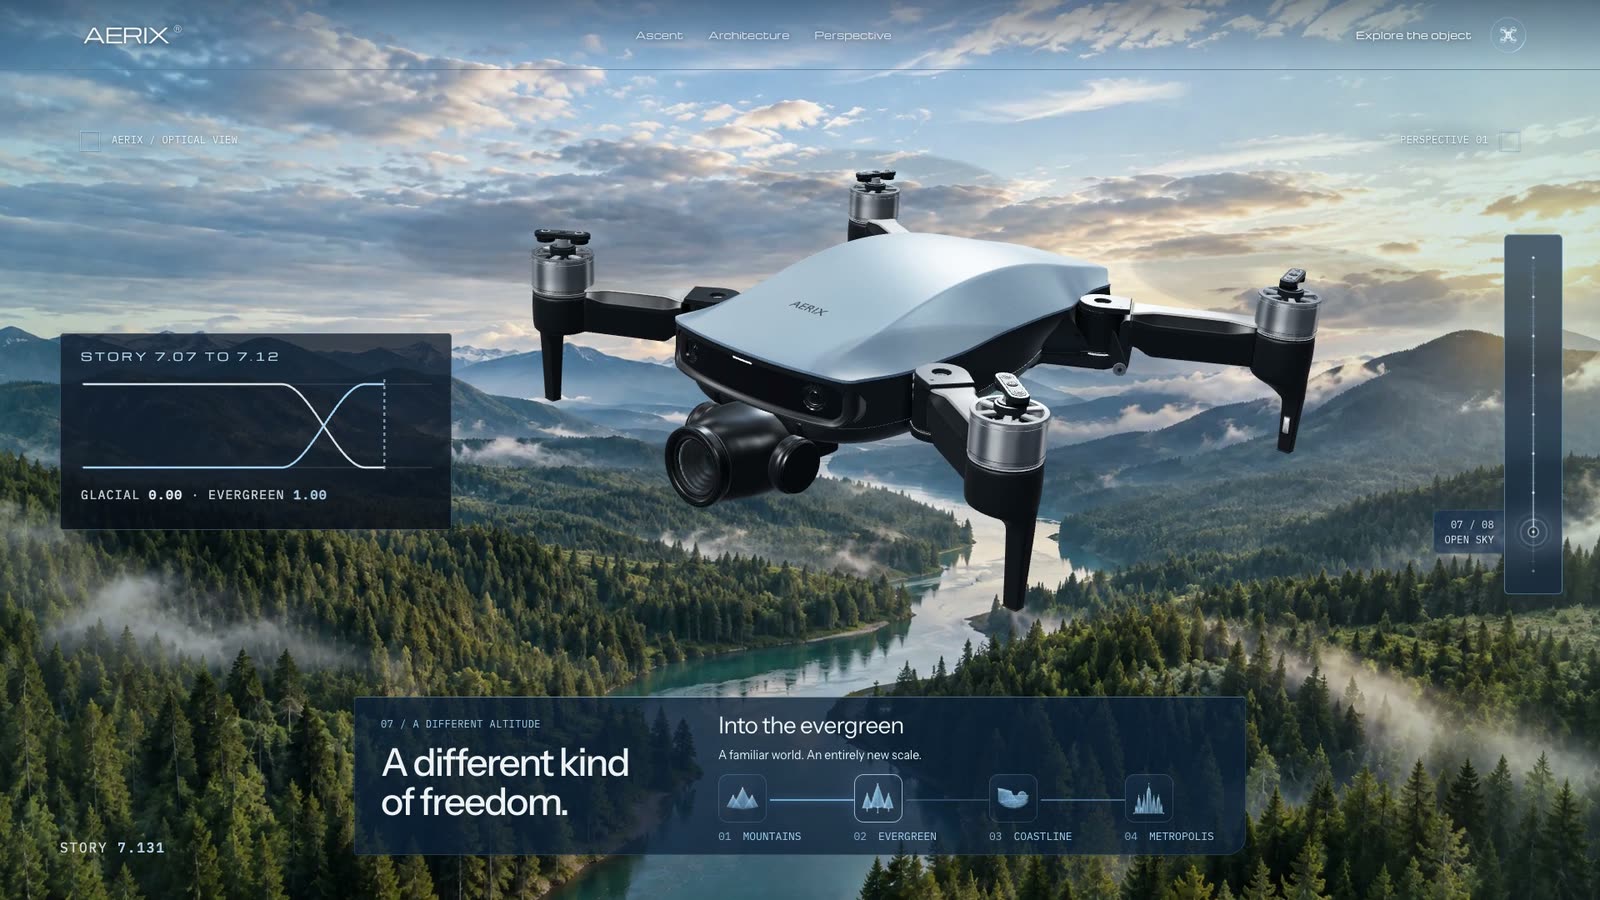 AERIX ®
Ascent Architecture Perspective
Explore the object
AERIX / OPTICAL VIEW
PERSPECTIVE 01
AERIX
STORY 7.07 TO 7.12
GLACIAL 0.00 · EVERGREEN 1.00
07 / 08
OPEN SKY
07 / A DIFFERENT ALTITUDE
A different kind
of freedom.
Into the evergreen
A familiar world. An entirely new scale.
01 MOUNTAINS
02 EVERGREEN
03 COASTLINE
04 METROPOLIS
STORY 7.131